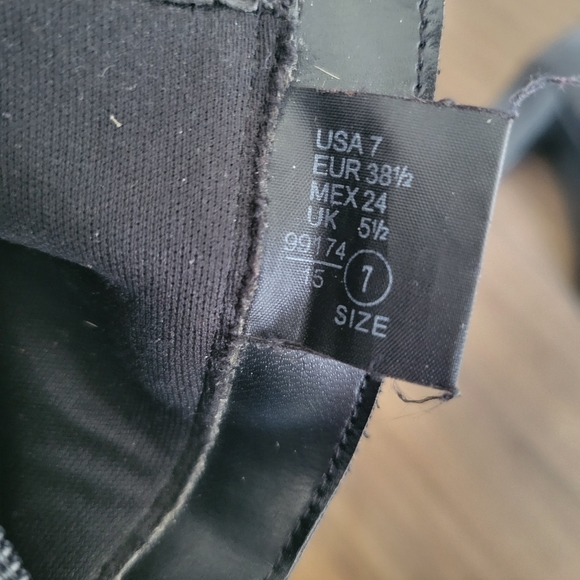 USA 7
EUR 38½
MEX 24
UK 5½
99174
15 7
SIZE